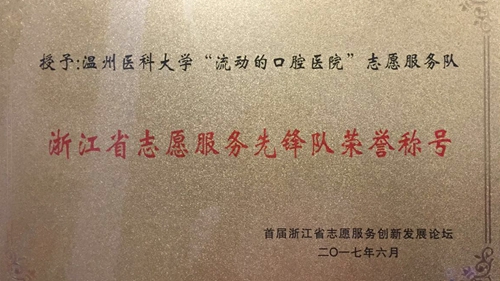 授予:温州医科大学“流动的口腔医院”志愿服务队
浙江省志愿服务先锋队荣誉称号
首届浙江省志愿服务创新发展论坛
二〇一七年六月